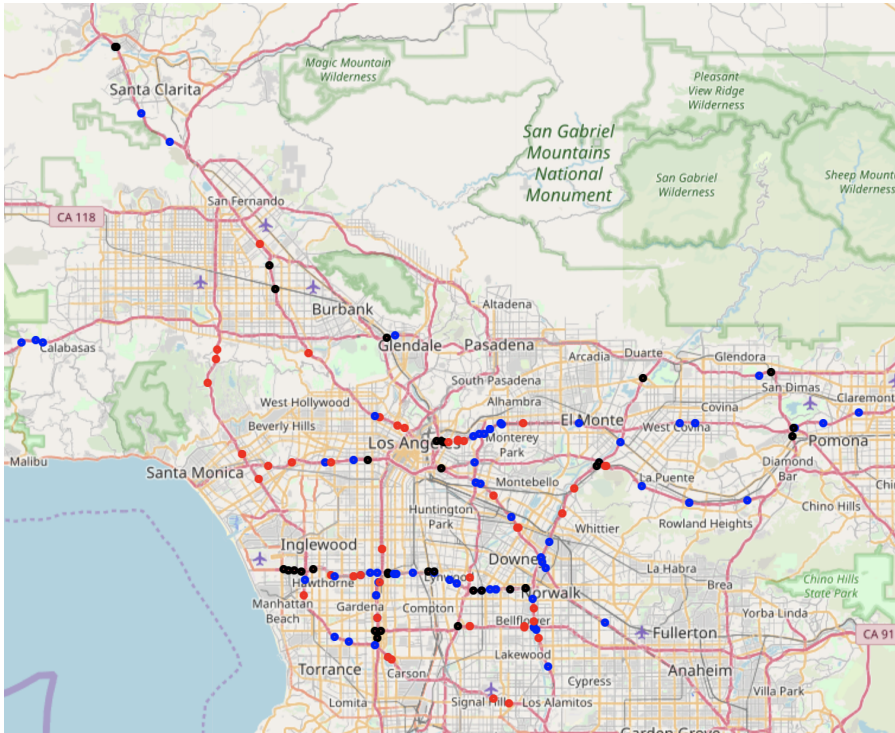 Magic Mountain
Wilderness
Pleasant
View Ridge
Wilderness
Santa Clarita
San Gabriel
Mountains
National
Monument
San Gabriel
Wilderness
Sheep Mount
Wilderness
San Fernando
CA 118
Burbank
Altadena
Calabasas
Glendale
Pasadena
Arcadia
Duarte
Glendora
South Pasadena
San Dimas
West Hollywood
Alhambra
Claremont
Beverly Hills
El Monte
Covina
West Covina
Los Angeles
Monterey
Park
Pomona
Malibu
Santa Monica
Diamond
Bar
Montebello
La Puente
Chino Hills
Huntington
Park
Rowland Heights
Whittier
Inglewood
Downe
La Habra
Hawthorne
Lynwood
Brea
Chino Hills
State Park
Manhattan
Beach
Gardena
Compton
Norwalk
Yorba Linda
Bellflower
Fullerton
CA 91
Torrance
Lakewood
Carson
Cypress
Anaheim
Villa Park
Lomita
Signal Hill
Los Alamitos
Garden Grove